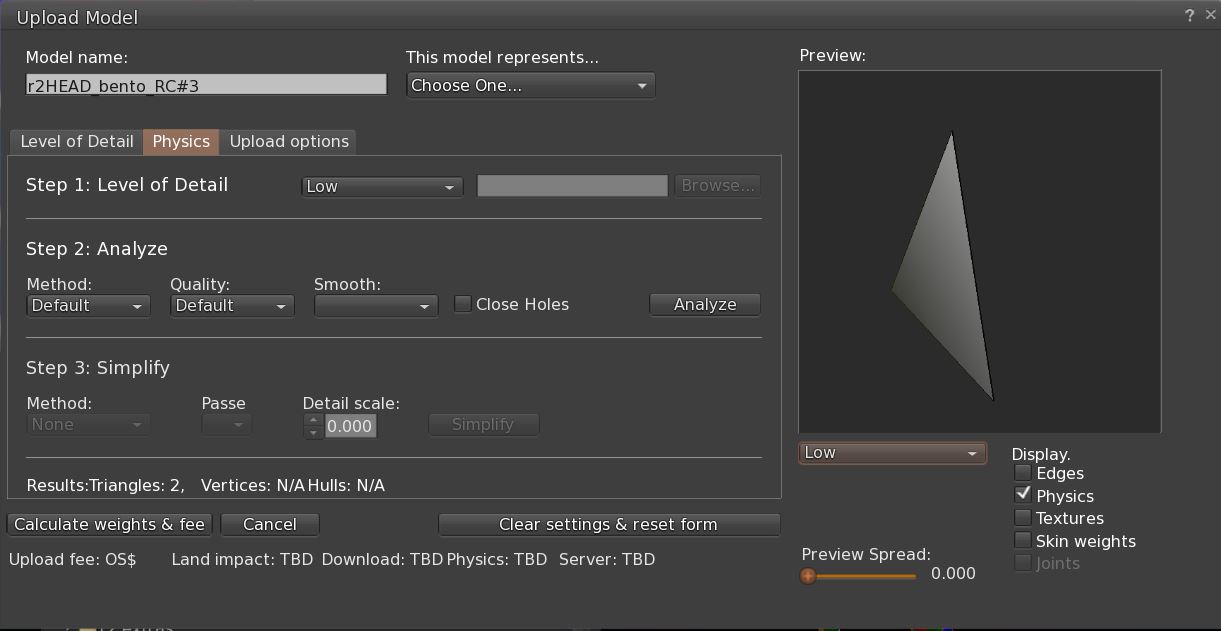 Upload Model ?
Model name: This model represents... Preview:
r2HEAD_bento_RC#3 Choose One...
Level of Detail Physics Upload options
Step 1: Level of Detail Low Browse...
Step 2: Analyze
Method: Quality: Smooth:
Default Default Close Holes Analyze
Step 3: Simplify
Method: Passe Detail scale:
None 0.000 Simplify
Results:Triangles: 2, Vertices: N/A Hulls: N/A
Calculate weights & fee Cancel Clear settings & reset form
Upload fee: OS$ Land impact: TBD Download: TBD Physics: TBD Server: TBD
Low Display.
Edges
Physics
Textures
Skin weights
Joints
Preview Spread:
0.000